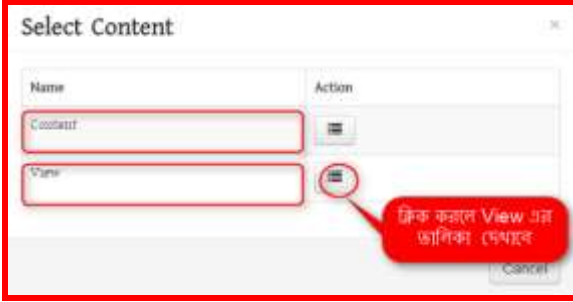 Select Content
×
Name Action
Content
View
ক্লিক করলে View এর
তালিকা দেখাবে
Cancel